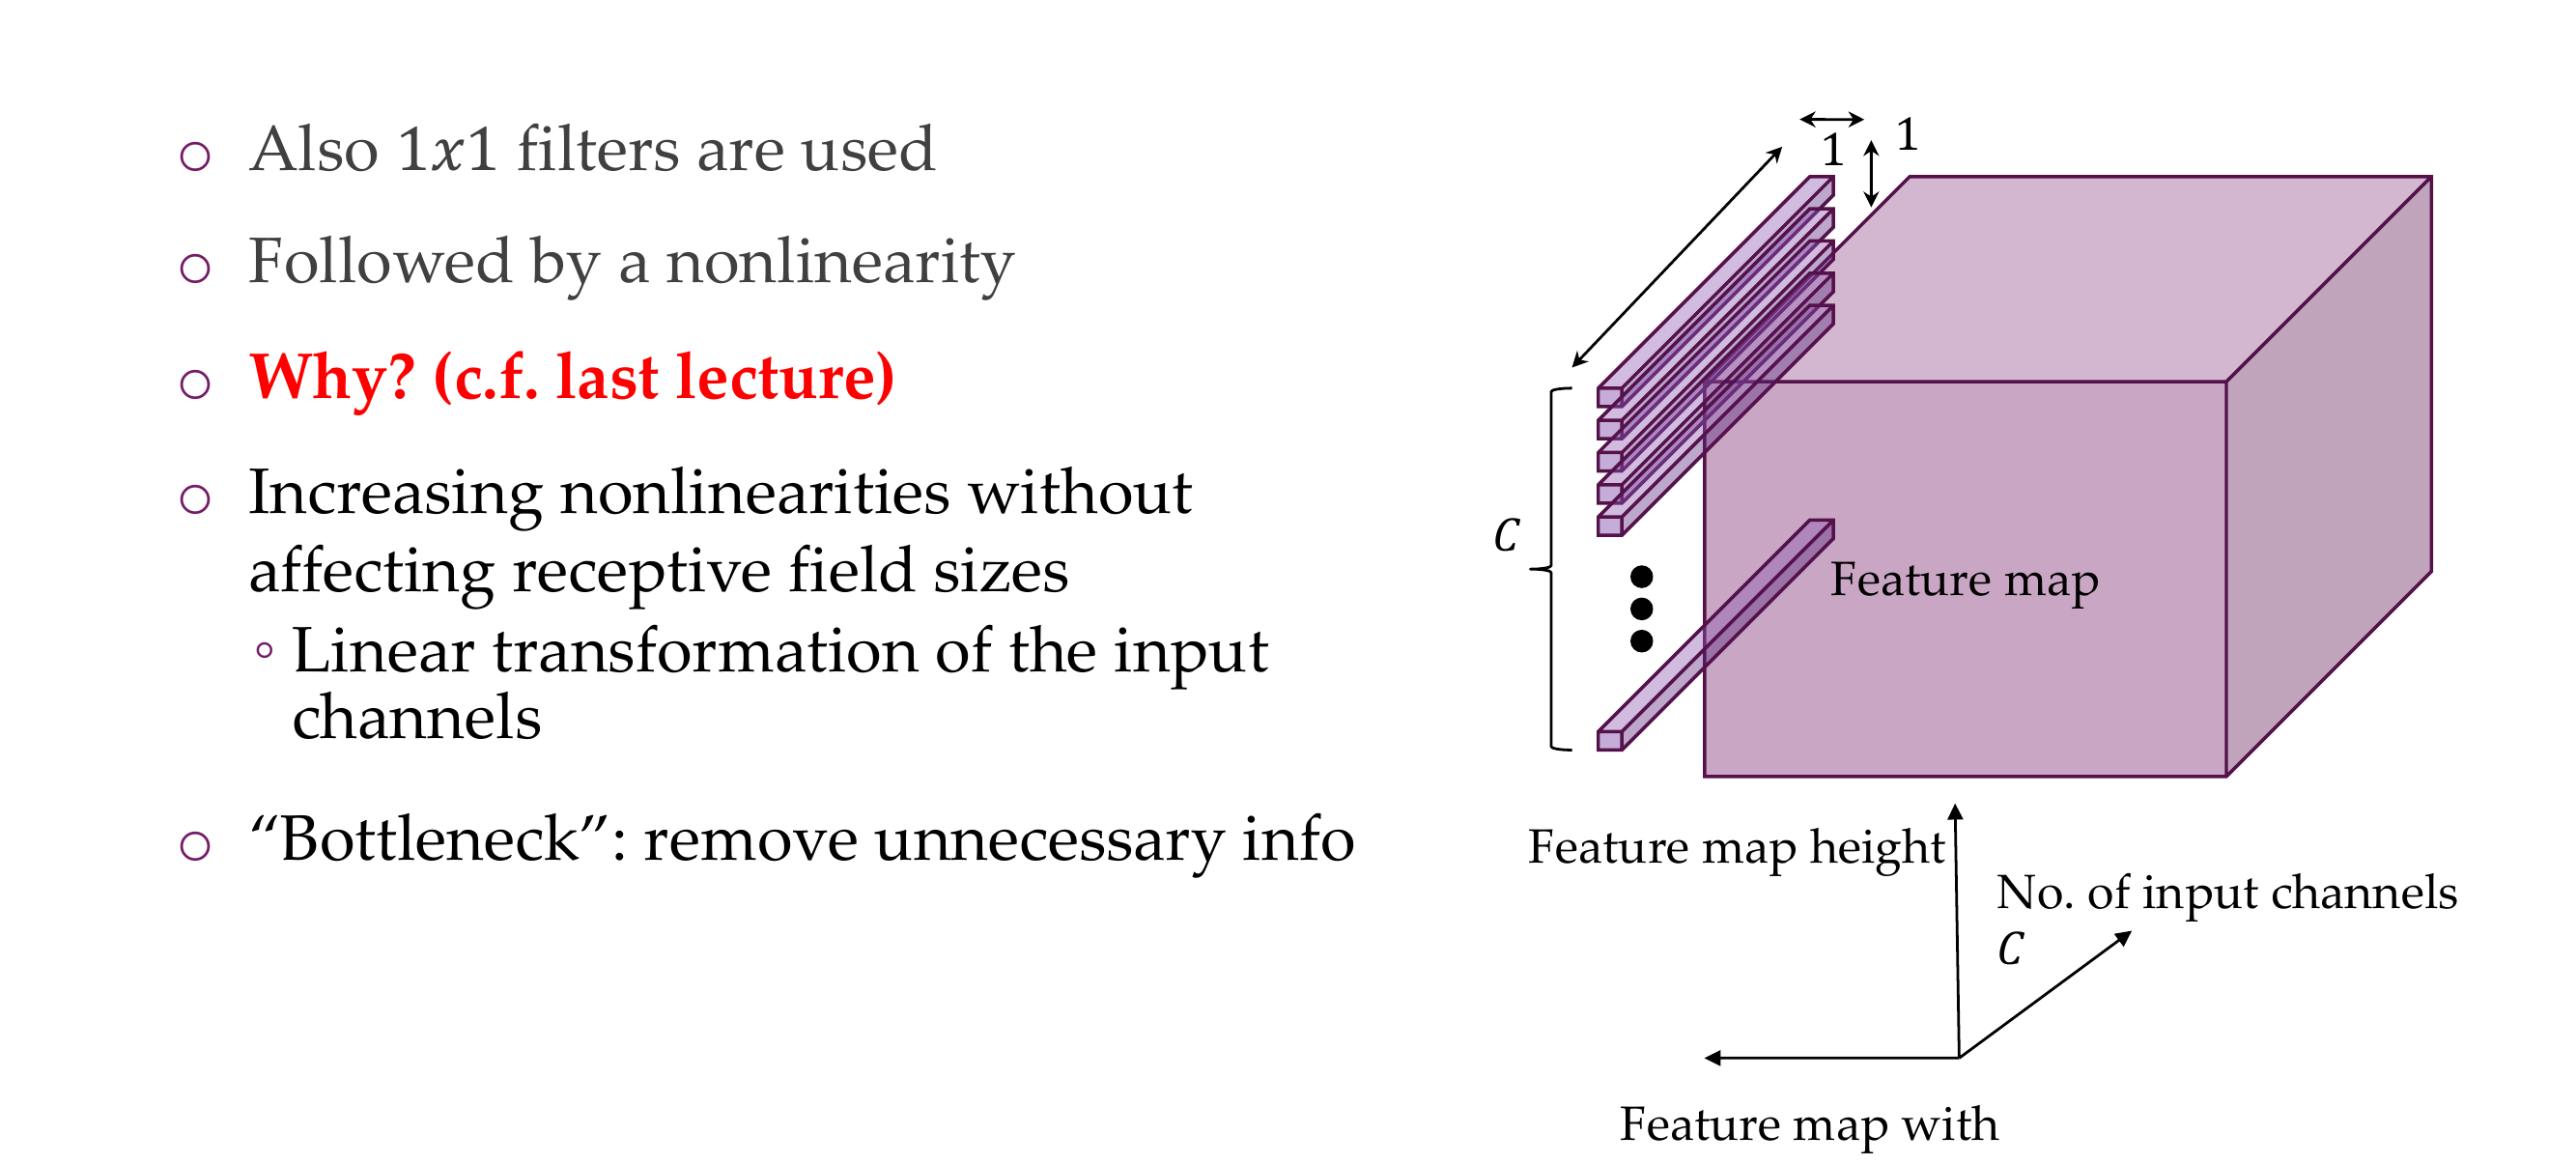 Also 1x1 filters are used
Followed by a nonlinearity
Why? (c.f. last lecture)
Increasing nonlinearities without
affecting receptive field sizes
Linear transformation of the input
channels
“Bottleneck”: remove unnecessary info
1
1
C
Feature map
Feature map height
No. of input channels
C
Feature map with